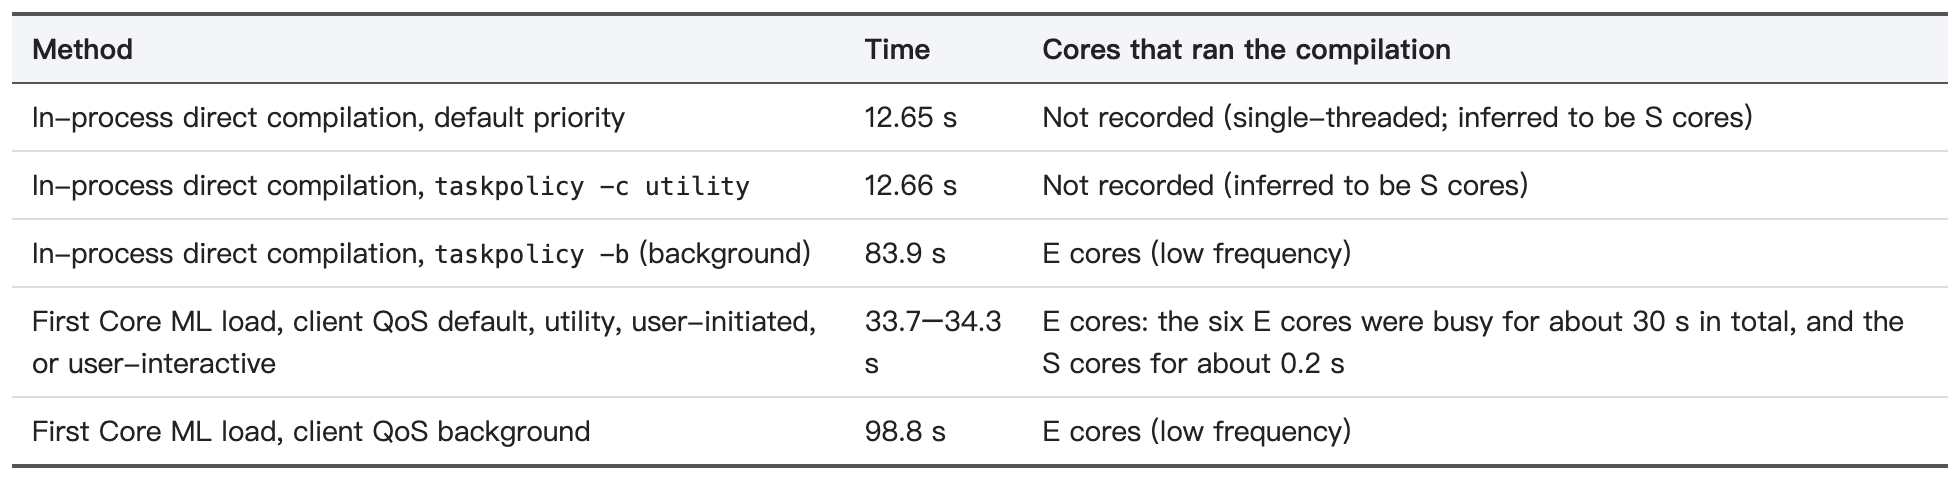 Method Time Cores that ran the compilation
In-process direct compilation, default priority 12.65 s Not recorded (single-threaded; inferred to be S cores)
In-process direct compilation, taskpolicy -c utility 12.66 s Not recorded (inferred to be S cores)
In-process direct compilation, taskpolicy -b (background) 83.9 s E cores (low frequency)
First Core ML load, client QoS default, utility, user-initiated, 33.7–34.3 E cores: the six E cores were busy for about 30 s in total, and the
or user-interactive s S cores for about 0.2 s
First Core ML load, client QoS background 98.8 s E cores (low frequency)